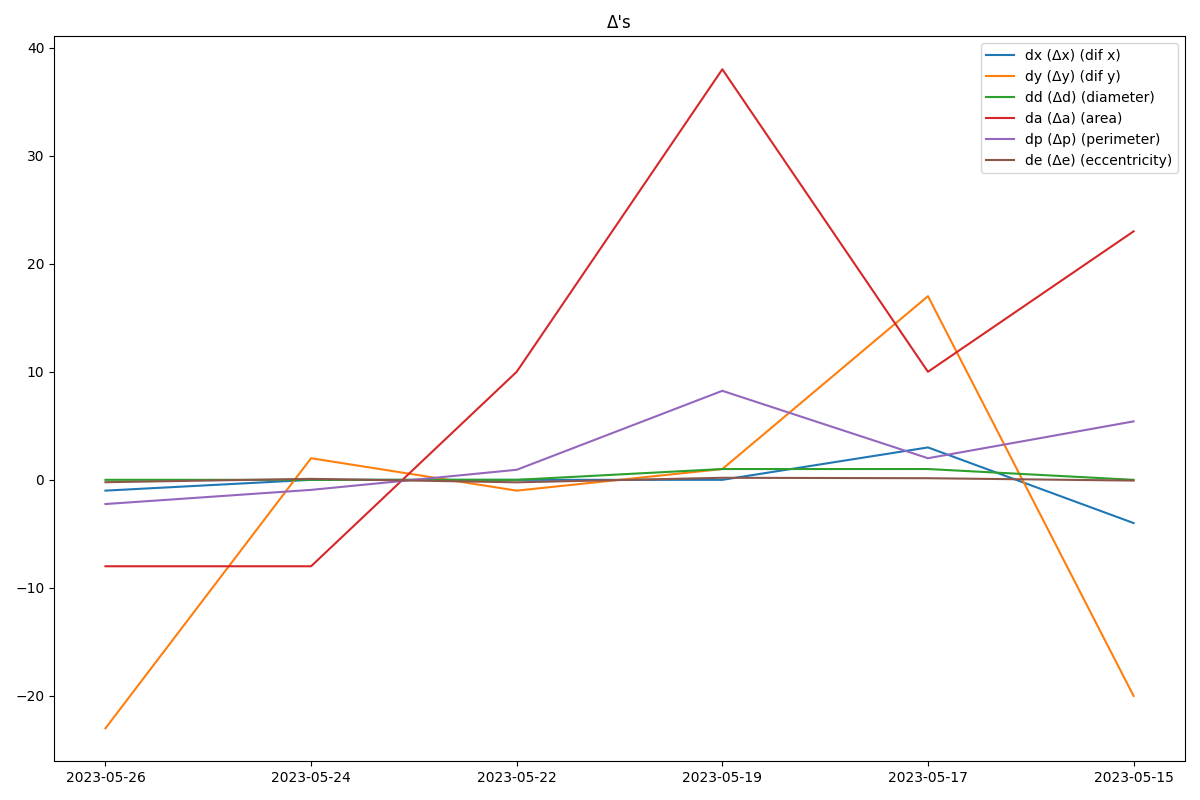 Δ's
dx (Δx) (dif x)
dy (Δy) (dif y)
dd (Δd) (diameter)
da (Δa) (area)
dp (Δp) (perimeter)
de (Δe) (eccentricity)
40
30
20
10
0
−10
−20
2023-05-26 2023-05-24 2023-05-22 2023-05-19 2023-05-17 2023-05-15